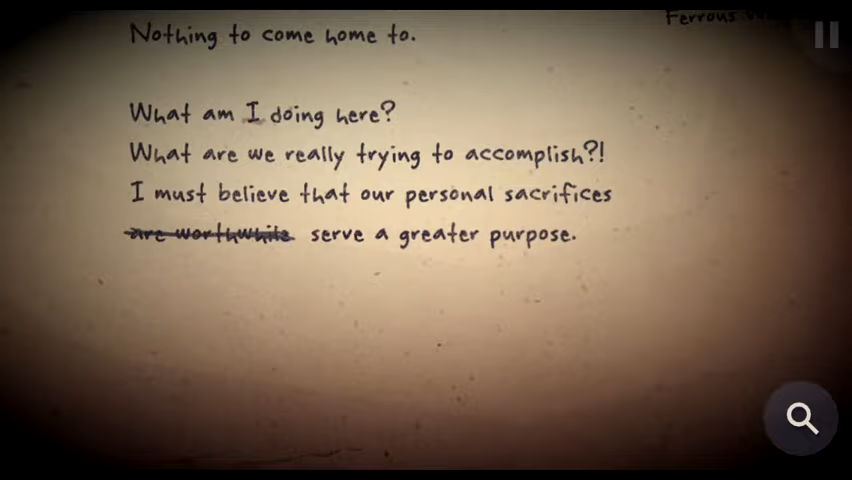 Ferrous
Nothing to come home to.
What am I doing here?
What are we really trying to accomplish?!
I must believe that our personal sacrifices
are worthwhile serve a greater purpose.